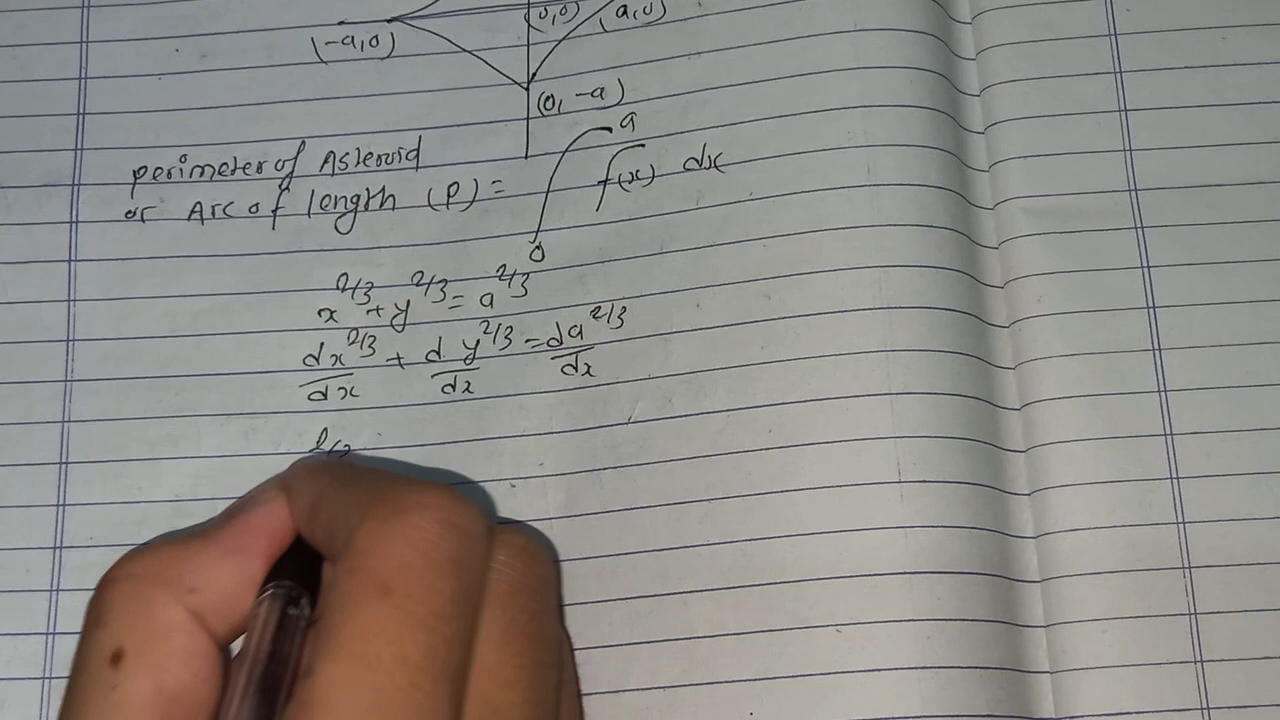 (0,0) (a,0)
(-a,0)
(0, -a)
perimeter of Asteroid
or Arc of length (P) = ∫₀ᵃ f(x) dx
x^2/3 + y^2/3 = a^2/3
dx^2/3/dx + d y^2/3/dx = da^2/3/dx